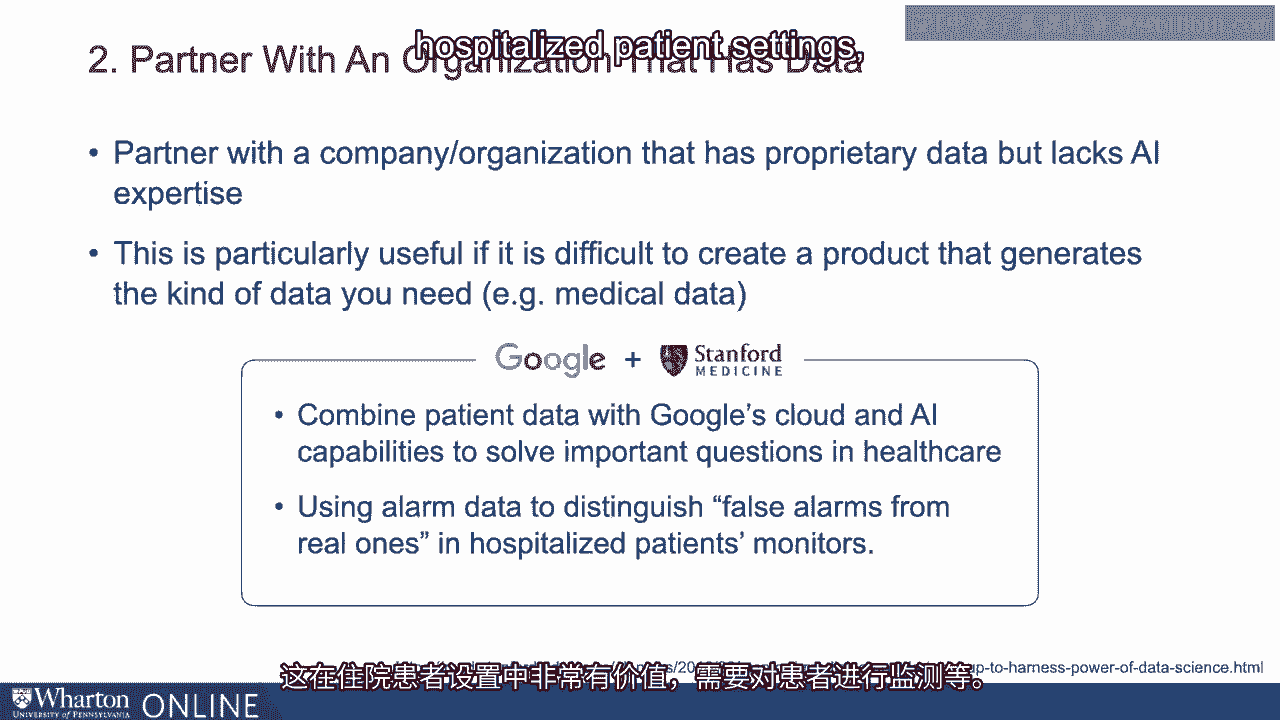 hospitalized patient settings,
2. Partner With An Organization That Has Data
• Partner with a company/organization that has proprietary data but lacks AI
expertise
• This is particularly useful if it is difficult to create a product that generates
the kind of data you need (e.g. medical data)
Google + Stanford
MEDICINE
• Combine patient data with Google’s cloud and AI
capabilities to solve important questions in healthcare
• Using alarm data to distinguish “false alarms from
real ones” in hospitalized patients’ monitors.
up-to-harness-power-of-data-science.html
这在住院患者设置中非常有价值，需要对患者进行监测等。
Wharton ONLINE
UNIVERSITY of PENNSYLVANIA